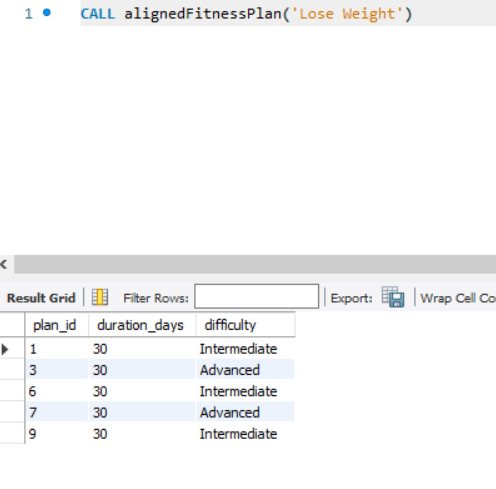 1 CALL alignedFitnessPlan('Lose Weight')
Result Grid Filter Rows: Export: Wrap Cell Co
plan_id duration_days difficulty
1 30 Intermediate
3 30 Advanced
6 30 Intermediate
7 30 Advanced
9 30 Intermediate